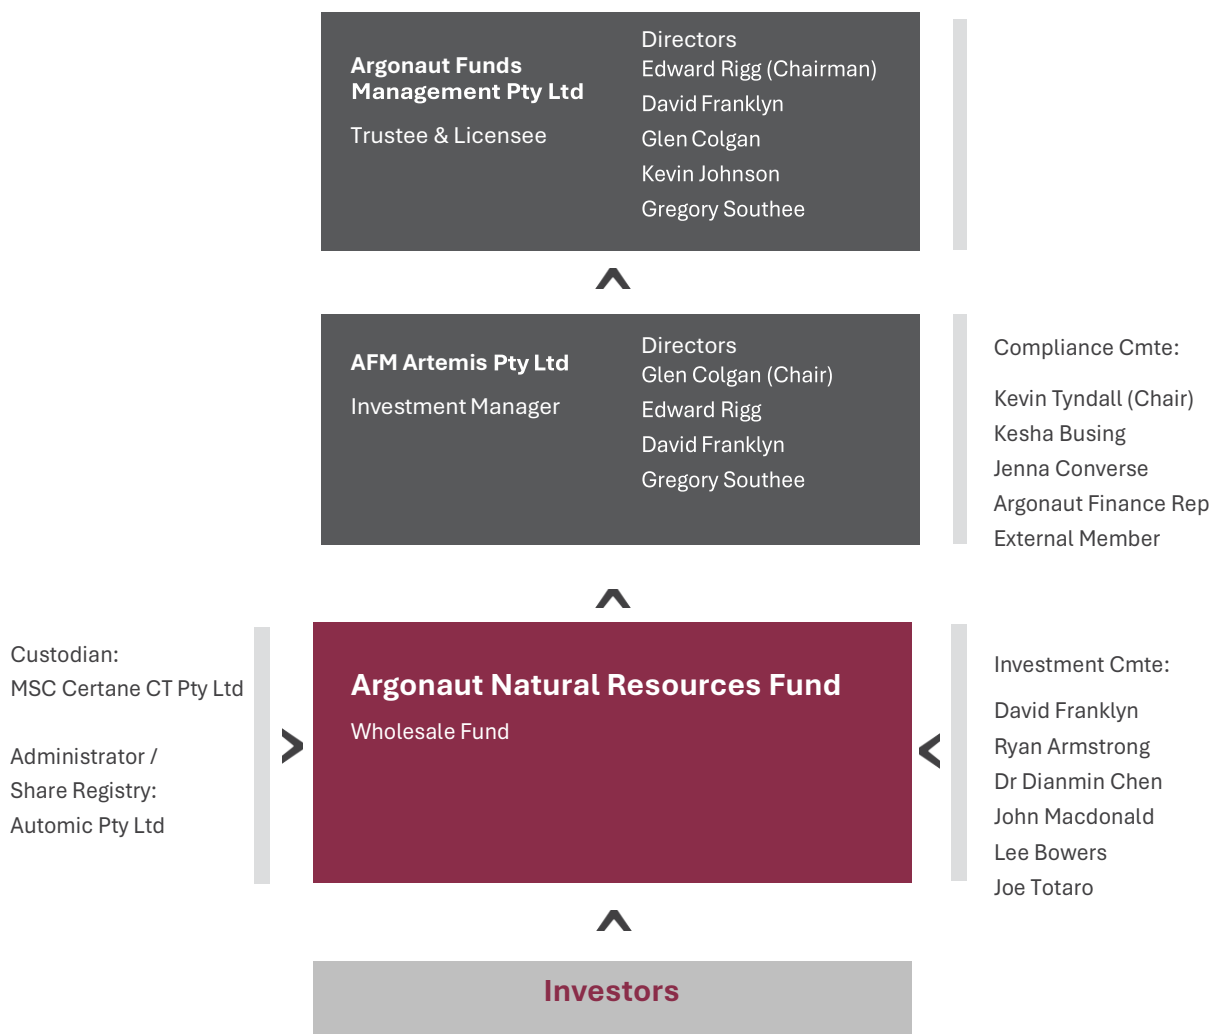 Argonaut Funds
Management Pty Ltd
Trustee & Licensee
Directors
Edward Rigg (Chairman)
David Franklyn
Glen Colgan
Kevin Johnson
Gregory Southee
AFM Artemis Pty Ltd
Investment Manager
Directors
Glen Colgan (Chair)
Edward Rigg
David Franklyn
Gregory Southee
Compliance Cmte:
Kevin Tyndall (Chair)
Kesha Busing
Jenna Converse
Argonaut Finance Rep
External Member
Custodian:
MSC Certane CT Pty Ltd
Administrator /
Share Registry:
Automic Pty Ltd
Argonaut Natural Resources Fund
Wholesale Fund
Investment Cmte:
David Franklyn
Ryan Armstrong
Dr Dianmin Chen
John Macdonald
Lee Bowers
Joe Totaro
Investors